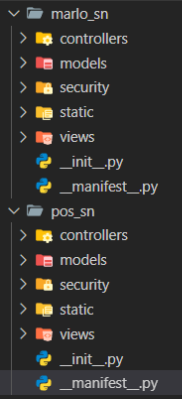 marlo_sn
controllers
models
security
static
views
__init__.py
__manifest__.py
pos_sn
controllers
models
security
static
views
__init__.py
__manifest__.py